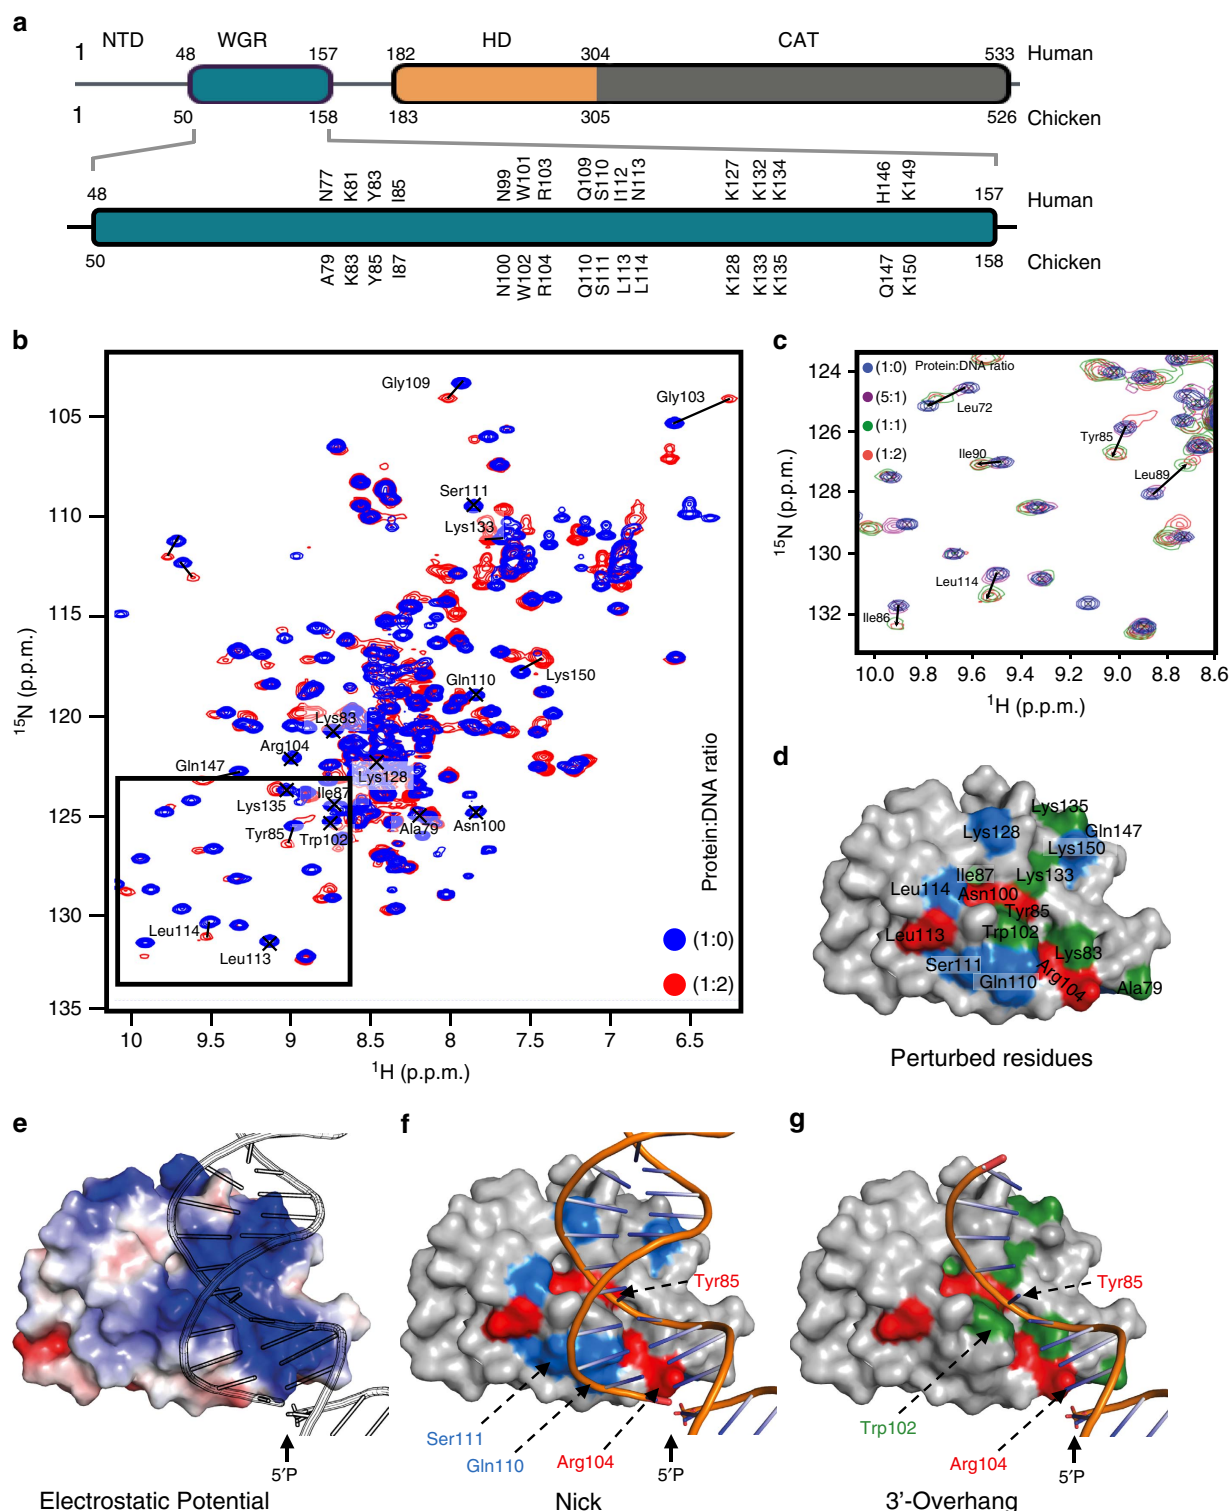 a
1 NTD 48 WGR 157 182 HD 304 CAT 533 Human
1 50 158 183 305 526 Chicken
48 N77 K81 Y83 I85 N99 W101 R103 Q109 S110 I112 N113 K127 K132 K134 H146 K149 157 Human
50 A79 K83 Y85 I87 N100 W102 R104 Q110 S111 L113 L114 K128 K133 K135 Q147 K150 158 Chicken
b
Gly109
Gly103
105
Ser111
110
Lys133
115
Gln110
Lys150
Lys83
120
Arg104
Gln147
Lys128
Ile87
Lys135
125
Tyr85
Trp102
Ala79
Asn100
130
Leu114
Leu113
135
15N (p.p.m.)
Protein:DNA ratio
(1:0)
(1:2)
10 9.5 9 8.5 8 7.5 7 6.5
1H (p.p.m.)
c
124
(1:0) Protein:DNA ratio
(5:1)
(1:1)
(1:2)
Leu72
126
Tyr85
Ile90
Leu89
128
130
Leu114
Ile86
132
15N (p.p.m.)
10.0 9.8 9.6 9.4 9.2 9.0 8.8 8.6
1H (p.p.m.)
d
Lys135
Lys128
Gln147
Lys150
Ile87
Lys133
Leu114
Asn100
Tyr85
Leu113
Trp102
Lys83
Ser111
Gln110
Arg104
Ala79
Perturbed residues
e
5′P
Electrostatic Potential
f
Tyr85
Ser111
Gln110
Arg104
5′P
Nick
g
Tyr85
Trp102
Arg104
5′P
3′-Overhang